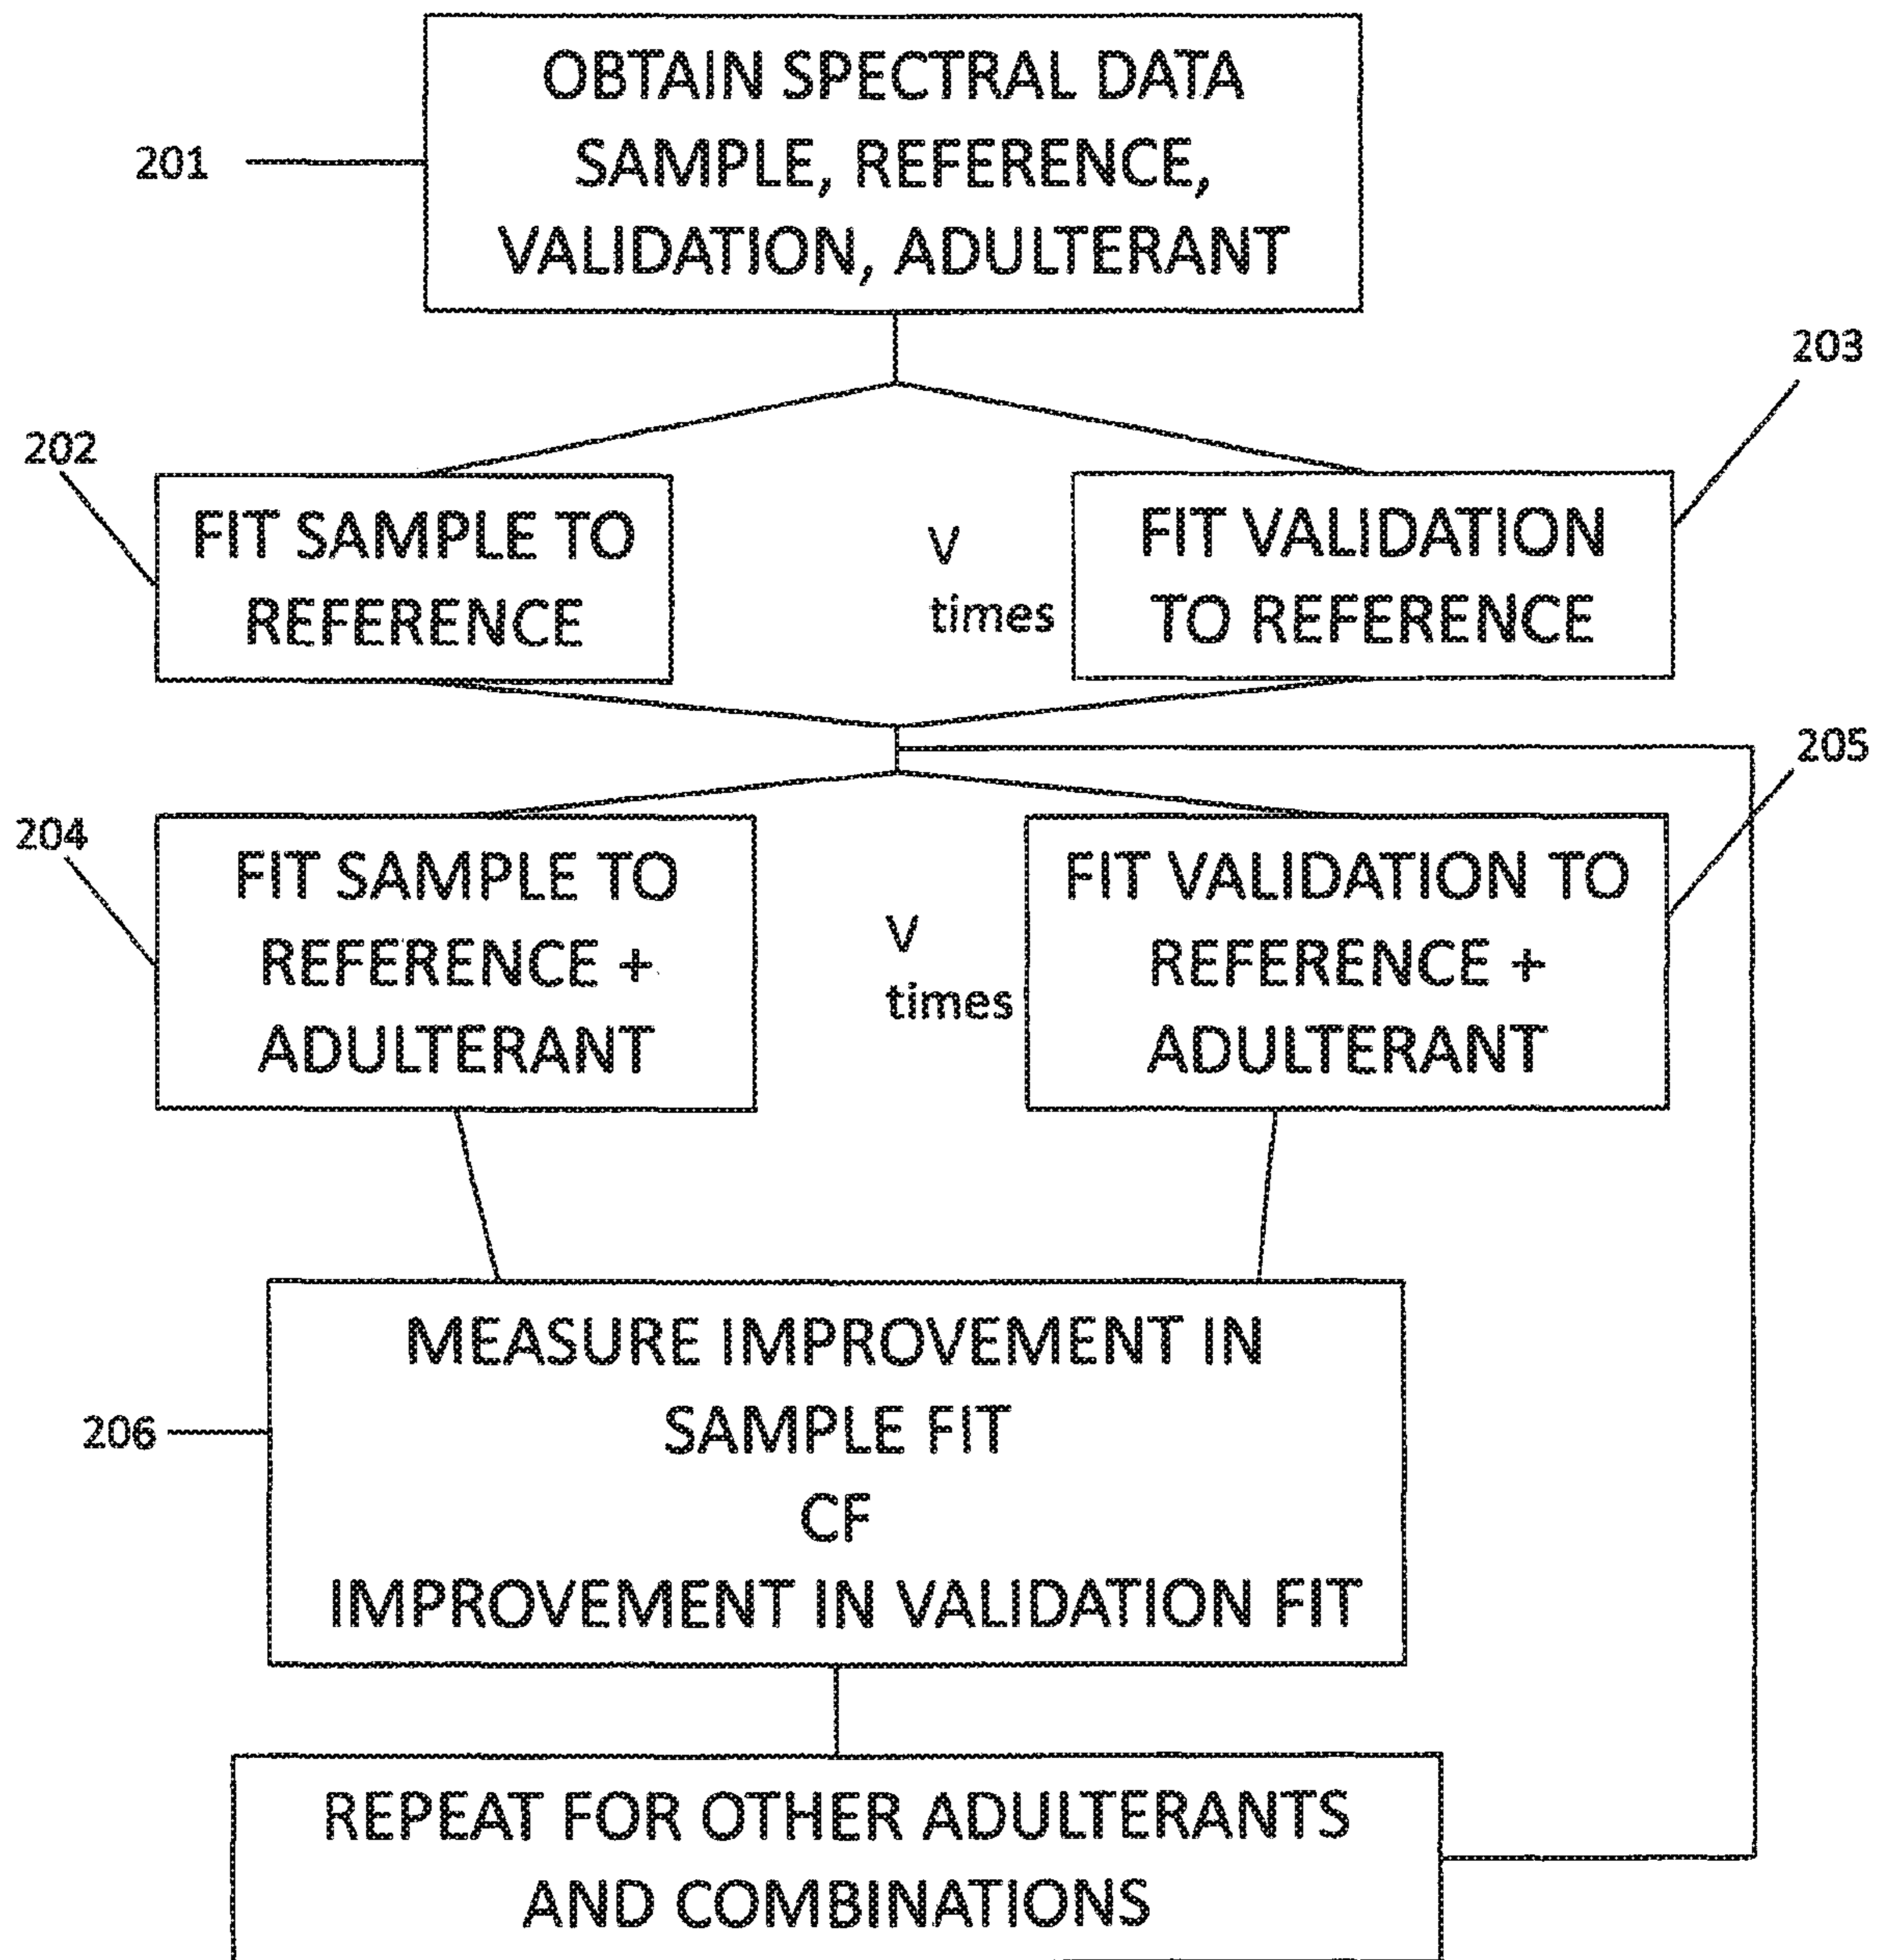 OBTAIN SPECTRAL DATA
SAMPLE, REFERENCE,
VALIDATION, ADULTERANT
201
203
202
FIT SAMPLE TO
REFERENCE
V
times
FIT VALIDATION
TO REFERENCE
205
204
FIT SAMPLE TO
REFERENCE +
ADULTERANT
V
times
FIT VALIDATION TO
REFERENCE +
ADULTERANT
206
MEASURE IMPROVEMENT IN
SAMPLE FIT
CF
IMPROVEMENT IN VALIDATION FIT
REPEAT FOR OTHER ADULTERANTS
AND COMBINATIONS